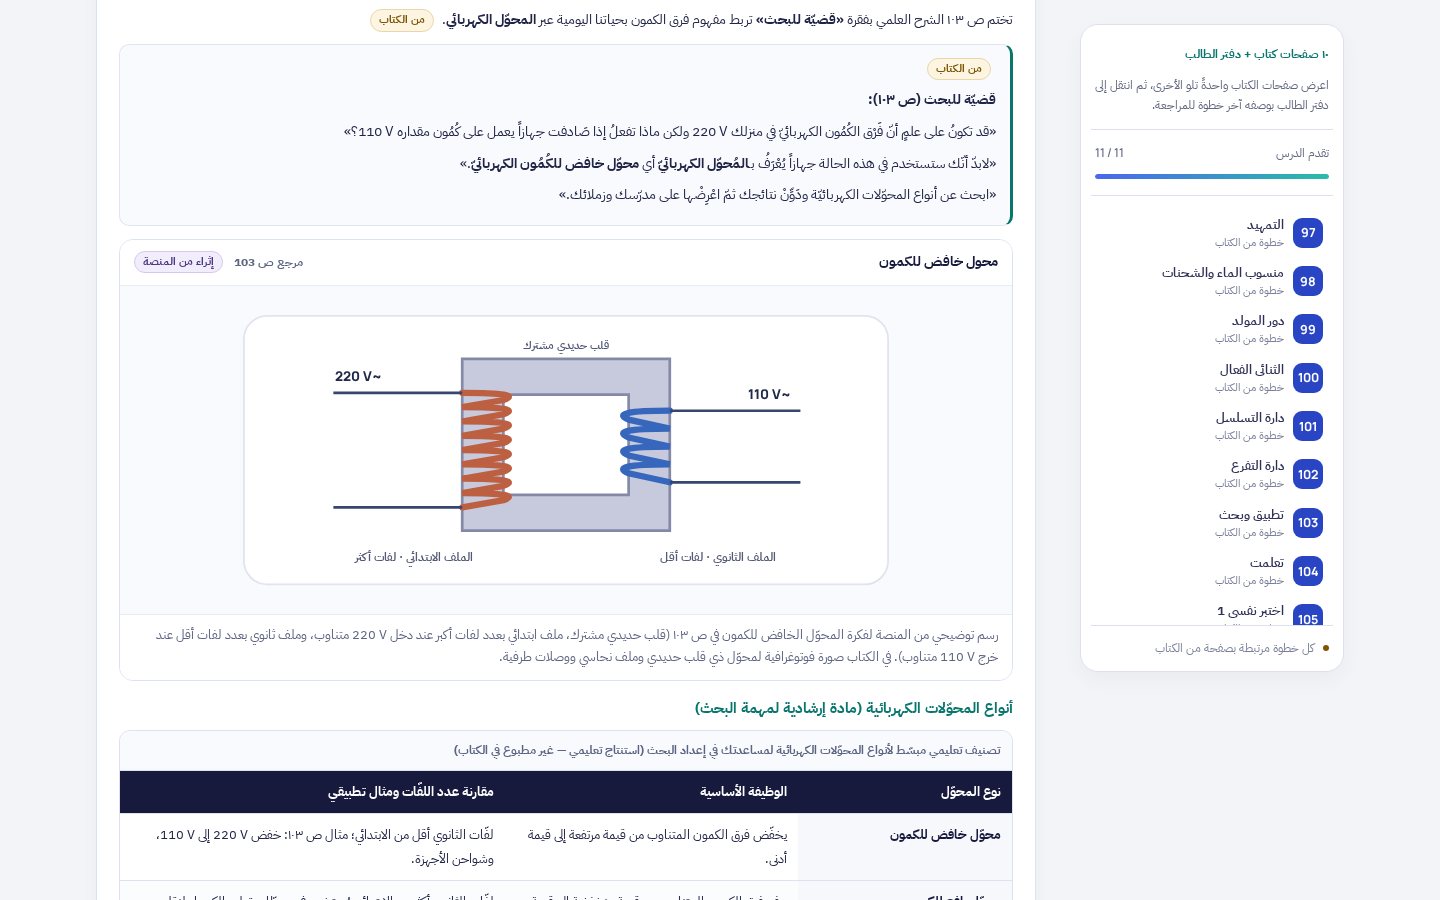 تختم ص ١٠٣ الشرح العلمي بفقرة «قضيّة للبحث» تربط مفهوم فرق الكمون بحياتنا اليومية عبر المحوّل الكهربائي. من الكتاب
من الكتاب
قضيّة للبحث (ص ١٠٣):
«قد تكونُ على علمٍ أنّ فَرْق الكُمُون الكهربائيّ في منزلك 220 V ولكن ماذا تفعلُ إذا صَادفت جهازاً يعمل على كُمُون مقداره 110 V؟»
«لابدّ أنّك ستستخدم في هذه الحالة جهازاً يُعْرَفُ بـالمُحوّل الكهربائيّ أي محوّل خافض للكُمُون الكهربائيّ.»
«ابحث عن أنواع المحوّلات الكهربائيّة ودَوِّنْ نتائجك ثمّ اعْرِضْها على مدرّسك وزملائك.»
محول خافض للكمون مرجع ص 103 إثراء من المنصة
قلب حديدي مشترك
220 V~
110 V~
الملف الثانوي · لفات أقل
الملف الابتدائي · لفات أكثر
رسم توضيحي من المنصة لفكرة المحوّل الخافض للكمون في ص ١٠٣ (قلب حديدي مشترك، ملف ابتدائي بعدد لفات أكبر عند دخل 220 V متناوب، وملف ثانوي بعدد لفات أقل عند
خرج 110 V متناوب). في الكتاب صورة فوتوغرافية لمحوّل ذي قلب حديدي وملف نحاسي ووصلات طرفية.
أنواع المحوّلات الكهربائية (مادة إرشادية لمهمة البحث)
تصنيف تعليمي مبسّط لأنواع المحوّلات الكهربائية لمساعدتك في إعداد البحث (استنتاج تعليمي — غير مطبوع في الكتاب)
نوع المحوّل الوظيفة الأساسية مقارنة عدد اللفّات ومثال تطبيقي
محوّل خافض للكمون
يخفّض فرق الكمون المتناوب من قيمة مرتفعة إلى قيمة
أدنى.
لفّات الثانوي أقل من الابتدائي؛ مثال ص ١٠٣: خفض 220 V إلى 110 V،
وشواحن الأجهزة.
١٠ صفحات كتاب + دفتر الطالب
اعرض صفحات الكتاب واحدةً تلو الأخرى، ثم انتقل إلى
دفتر الطالب بوصفه آخر خطوة للمراجعة.
تقدم الدرس 11 / 11
97 التمهيد
خطوة من الكتاب
98 منسوب الماء والشحنات
خطوة من الكتاب
99 دور المولد
خطوة من الكتاب
100 الثنائي الفعال
خطوة من الكتاب
101 دارة التسلسل
خطوة من الكتاب
102 دارة التفرع
خطوة من الكتاب
103 تطبيق وبحث
خطوة من الكتاب
104 تعلمت
خطوة من الكتاب
105 اختبر نفسي 1
كل خطوة مرتبطة بصفحة من الكتاب